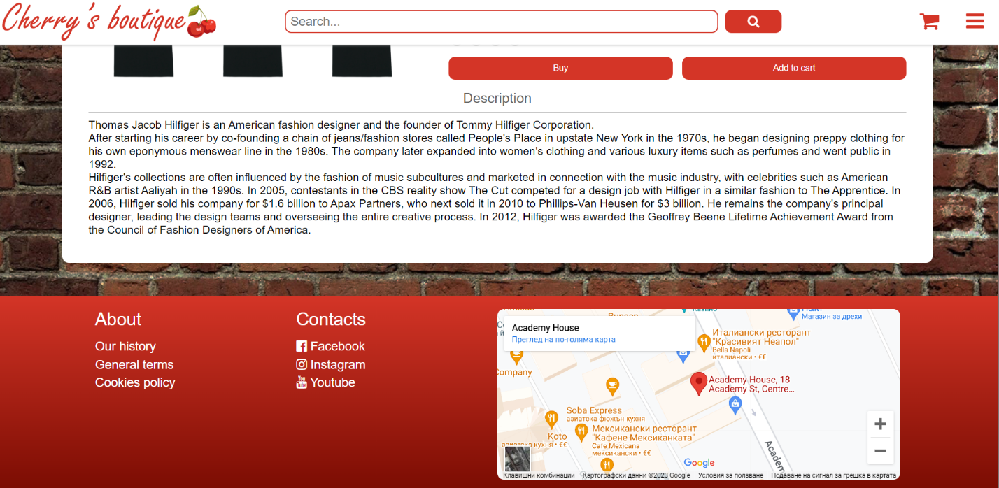 Cherry's boutique
Search...
Buy
Add to cart
Description
Thomas Jacob Hilfiger is an American fashion designer and the founder of Tommy Hilfiger Corporation.
After starting his career by co-founding a chain of jeans/fashion stores called People's Place in upstate New York in the 1970s, he began designing preppy clothing for
his own eponymous menswear line in the 1980s. The company later expanded into women's clothing and various luxury items such as perfumes and went public in
1992.
Hilfiger's collections are often influenced by the fashion of music subcultures and marketed in connection with the music industry, with celebrities such as American
R&B artist Aaliyah in the 1990s. In 2005, contestants in the CBS reality show The Cut competed for a design job with Hilfiger in a similar fashion to The Apprentice. In
2006, Hilfiger sold his company for $1.6 billion to Apax Partners, who next sold it in 2010 to Phillips-Van Heusen for $3 billion. He remains the company's principal
designer, leading the design teams and overseeing the entire creative process. In 2012, Hilfiger was awarded the Geoffrey Beene Lifetime Achievement Award from
the Council of Fashion Designers of America.
About
Our history
General terms
Cookies policy
Contacts
Facebook
Instagram
Youtube
Казино
H&M
Магазин за дрехи
Academy House
Преглед на по-голяма карта
Италиански ресторант
"Красивият Неапол"
Bella Napoli
италиански • €€
Company
Academy House, 18
Academy St, Centre...
Soba Express
азиатска фюжън кухня
Koto
азиатска кухня • €€
Мексикански ресторант
"Кафене Мексиканката"
Cafe Mexicana
мексикански • €€
Academ
Google
Клавишни комбинации
Картографски данни ©2023 Google
Условия за ползване
Подаване на сигнал за грешка в картата